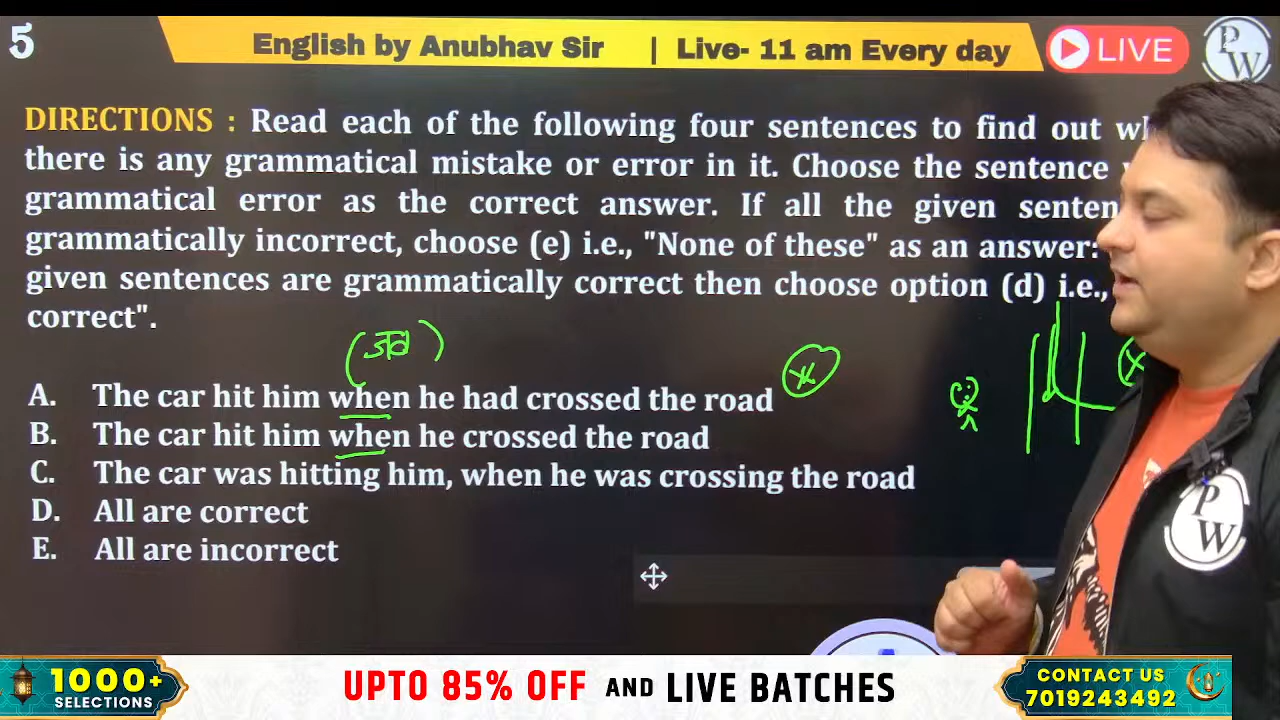 5
English by Anubhav Sir | Live- 11 am Every day
LIVE
PW
DIRECTIONS : Read each of the following four sentences to find out
there is any grammatical mistake or error in it. Choose the sentence
grammatical error as the correct answer. If all the given
grammatically incorrect, choose (e) i.e., "None of these" as an answer:
given sentences are grammatically correct then choose option (d) i.e.,
correct".
(जब)
A. The car hit him when he had crossed the road
B. The car hit him when he crossed the road
C. The car was hitting him, when he was crossing the road
D. All are correct
E. All are incorrect
PW
1000+
SELECTIONS
UPTO 85% OFF AND LIVE BATCHES
CONTACT US
7019243492